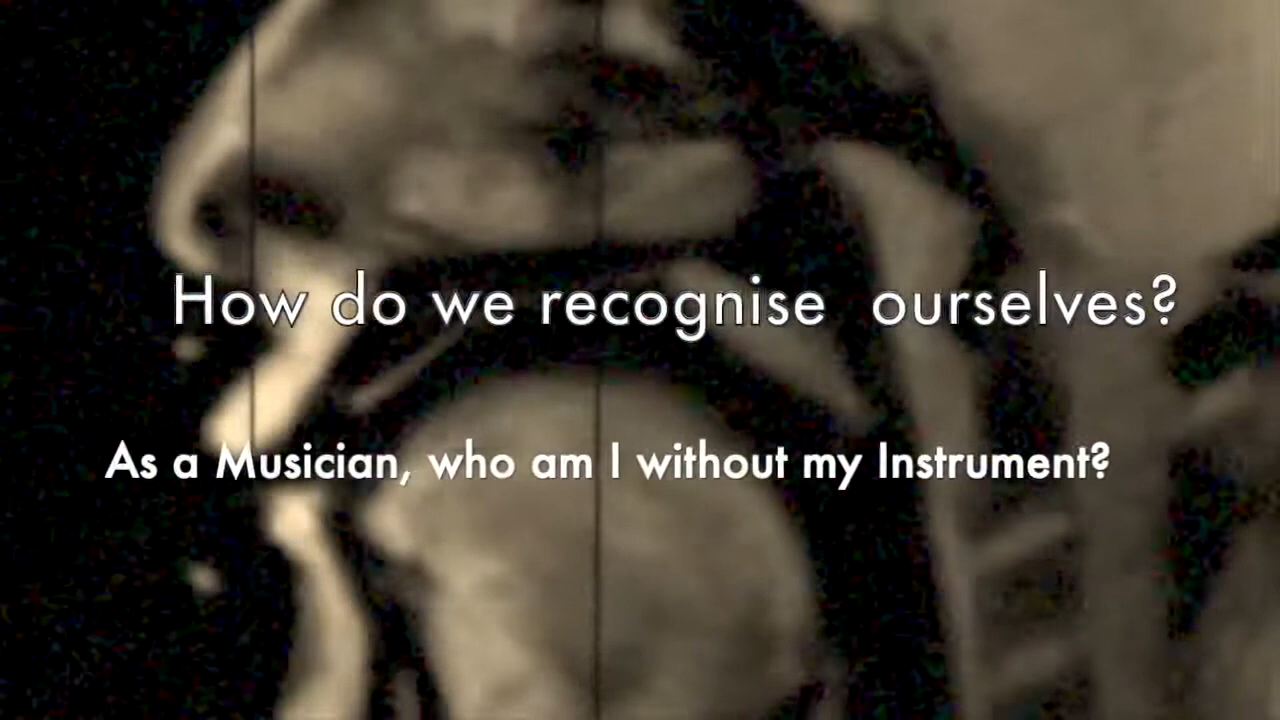 How do we recognise ourselves?
As a Musician, who am I without my Instrument?